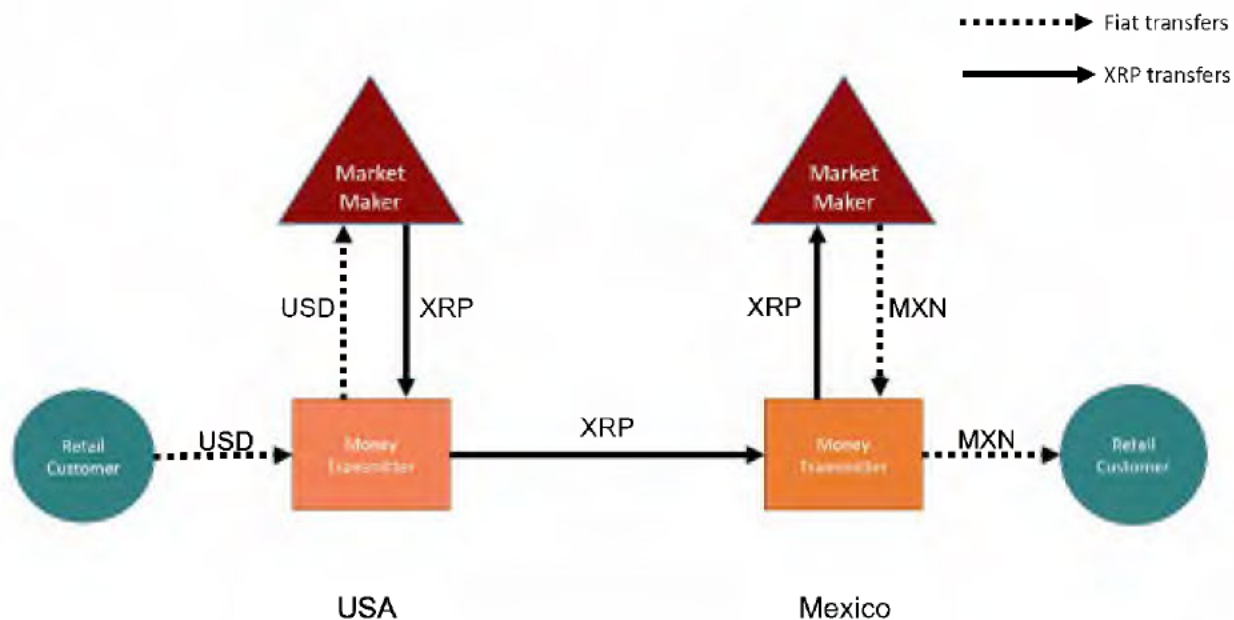 Fiat transfers
XRP transfers
Market
Maker
Market
Maker
USD
XRP
XRP
MXN
Retail
Customer
USD
Money
Transmitter
XRP
Money
Transmitter
MXN
Retail
Customer
USA
Mexico